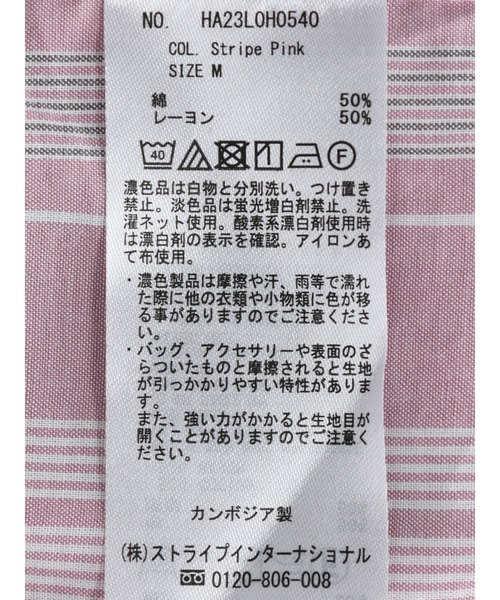 NO. HA23L0H0540
COL. Stripe Pink
SIZE M
綿 50%
レーヨン 50%
40 F
濃色品は白物と分別洗い。つけ置き
禁止。淡色品は蛍光増白剤禁止。洗
濯ネット使用。酸素系漂白剤使用時
は漂白剤の表示を確認。アイロンあ
て布使用。
・濃色製品は摩擦や汗、雨等で濡れ
た際に他の衣類や小物類に色が移
る事がありますのでご注意くださ
い。
・バッグ、アクセサリーや表面のざ
らついたものと摩擦されると生地
が引っかかりやすい特性がありま
す。
また、強い力がかかると生地目が
開くことがありますのでご注意く
ださい。
カンボジア製
(株)ストライプインターナショナル
0120-806-008